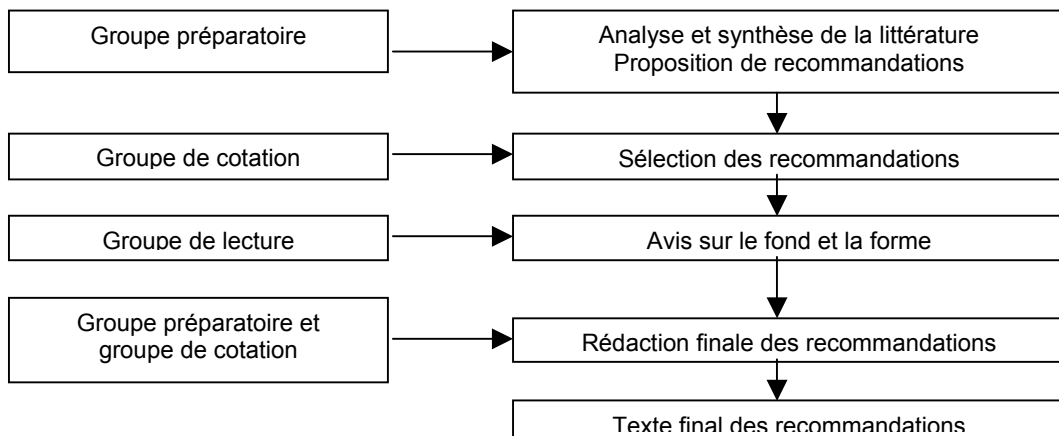 Groupe préparatoire
Analyse et synthèse de la littérature
Proposition de recommandations
Groupe de cotation
Sélection des recommandations
Groupe de lecture
Avis sur le fond et la forme
Groupe préparatoire et
groupe de cotation
Rédaction finale des recommandations
Texte final des recommandations